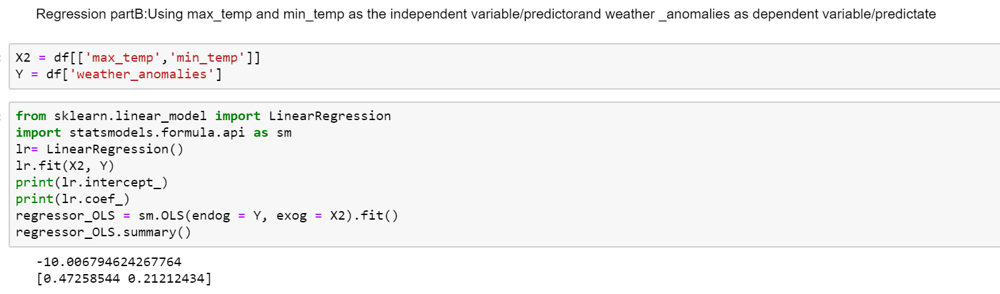 Regression partB:Using max_temp and min_temp as the independent variable/predictorand weather _anomalies as dependent variable/predictate
X2 = df[['max_temp','min_temp']]
Y = df['weather_anomalies']
from sklearn.linear_model import LinearRegression
import statsmodels.formula.api as sm
lr= LinearRegression()
lr.fit(X2, Y)
print(lr.intercept_)
print(lr.coef_)
regressor_OLS = sm.OLS(endog = Y, exog = X2).fit()
regressor_OLS.summary()
-10.006794624267764
[0.47258544 0.21212434]